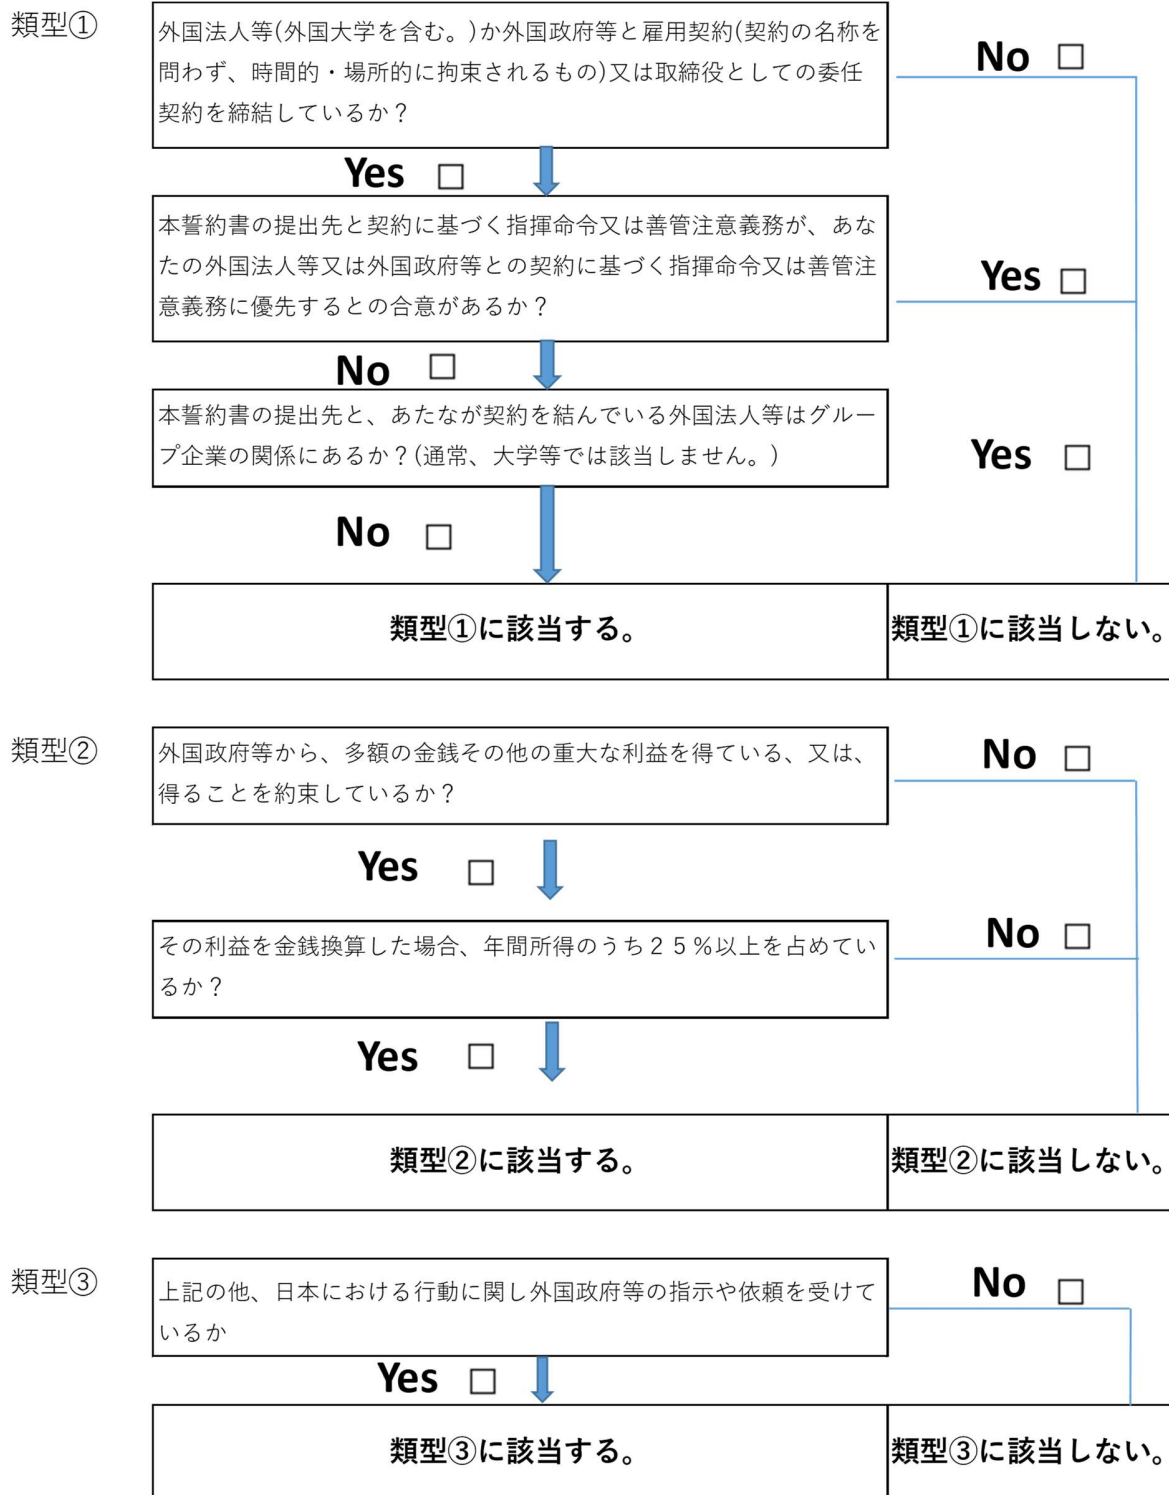 類型①
外国法人等(外国大学を含む。)か外国政府等と雇用契約(契約の名称を
問わず、時間的・場所的に拘束されるもの)又は取締役としての委任
契約を締結しているか？
No □
Yes □
本誓約書の提出先と契約に基づく指揮命令又は善管注意義務が、あな
たの外国法人等又は外国政府等との契約に基づく指揮命令又は善管注
意義務に優先するとの合意があるか？
Yes □
No □
本誓約書の提出先と、あたなが契約を結んでいる外国法人等はグルー
プ企業の関係にあるか？(通常、大学等では該当しません。)
Yes □
No □
類型①に該当する。
類型①に該当しない。
類型②
外国政府等から、多額の金銭その他の重大な利益を得ている、又は、
得ることを約束しているか？
No □
Yes □
その利益を金銭換算した場合、年間所得のうち２５%以上を占めてい
るか？
No □
Yes □
類型②に該当する。
類型②に該当しない。
類型③
上記の他、日本における行動に関し外国政府等の指示や依頼を受けて
いるか
No □
Yes □
類型③に該当する。
類型③に該当しない。